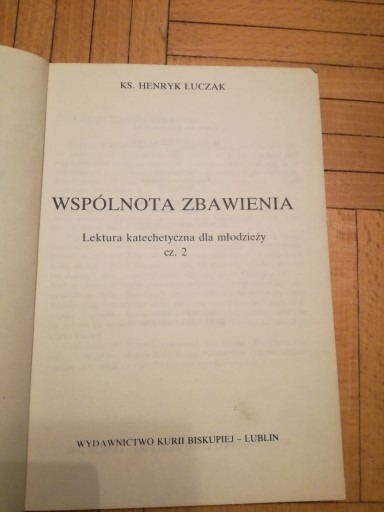 KS. HENRYK ŁUCZAK
WSPÓLNOTA ZBAWIENIA
Lektura katechetyczna dla młodzieży
cz. 2
WYDAWNICTWO KURII BISKUPIEJ – LUBLIN